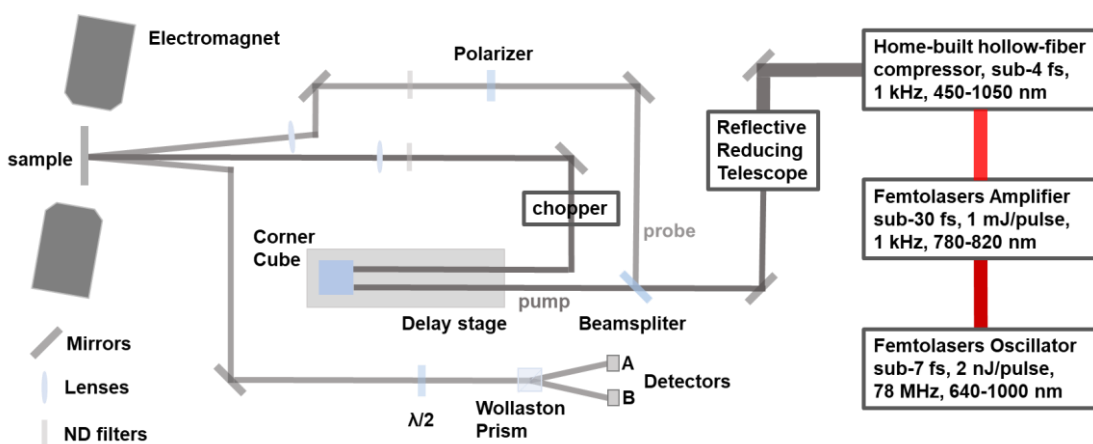 Electromagnet
sample
Polarizer
Home-built hollow-fiber
compressor, sub-4 fs,
1 kHz, 450-1050 nm
Reflective
Reducing
Telescope
chopper
probe
Femtolasers Amplifier
sub-30 fs, 1 mJ/pulse,
1 kHz, 780-820 nm
Corner
Cube
pump
Delay stage
Beamspliter
Mirrors
Lenses
ND filters
λ/2
Wollaston
Prism
A
B
Detectors
Femtolasers Oscillator
sub-7 fs, 2 nJ/pulse,
78 MHz, 640-1000 nm